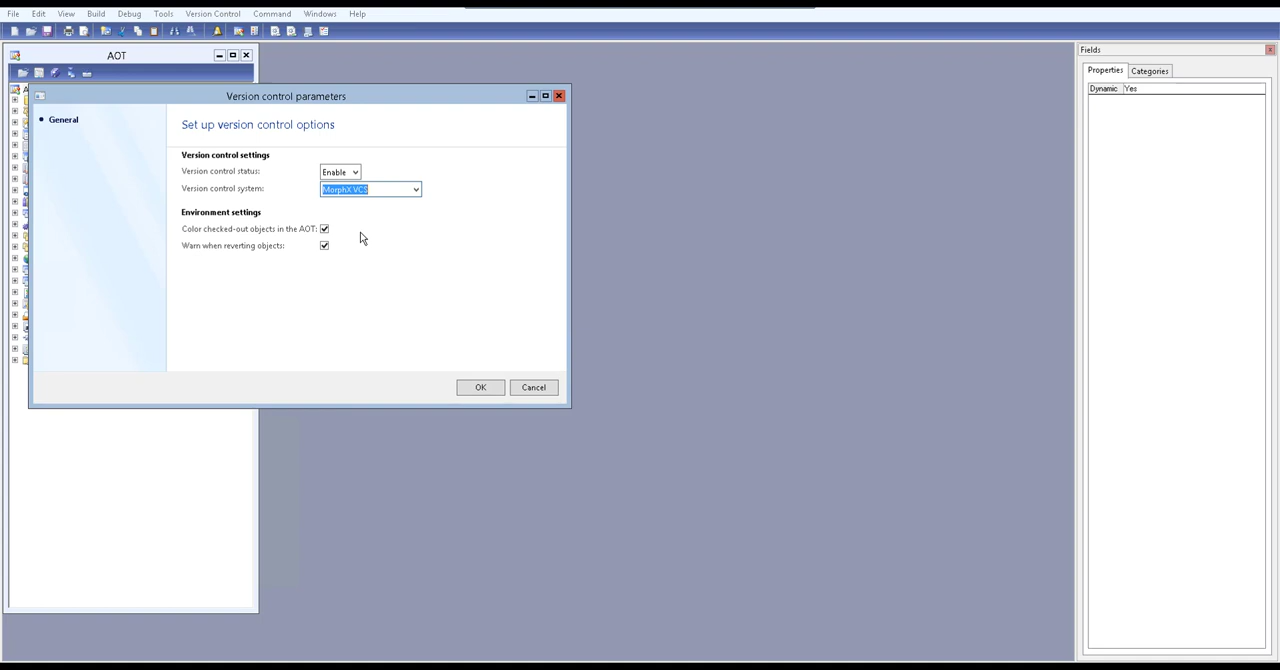 File Edit View Build Debug Tools Version Control Command Windows Help
AOT
Fields
Properties Categories
Dynamic Yes
Version control parameters
General
Set up version control options
Version control settings
Version control status: Enable
Version control system: MorphX VCS
Environment settings
Color checked-out objects in the AOT:
Warn when reverting objects:
OK Cancel